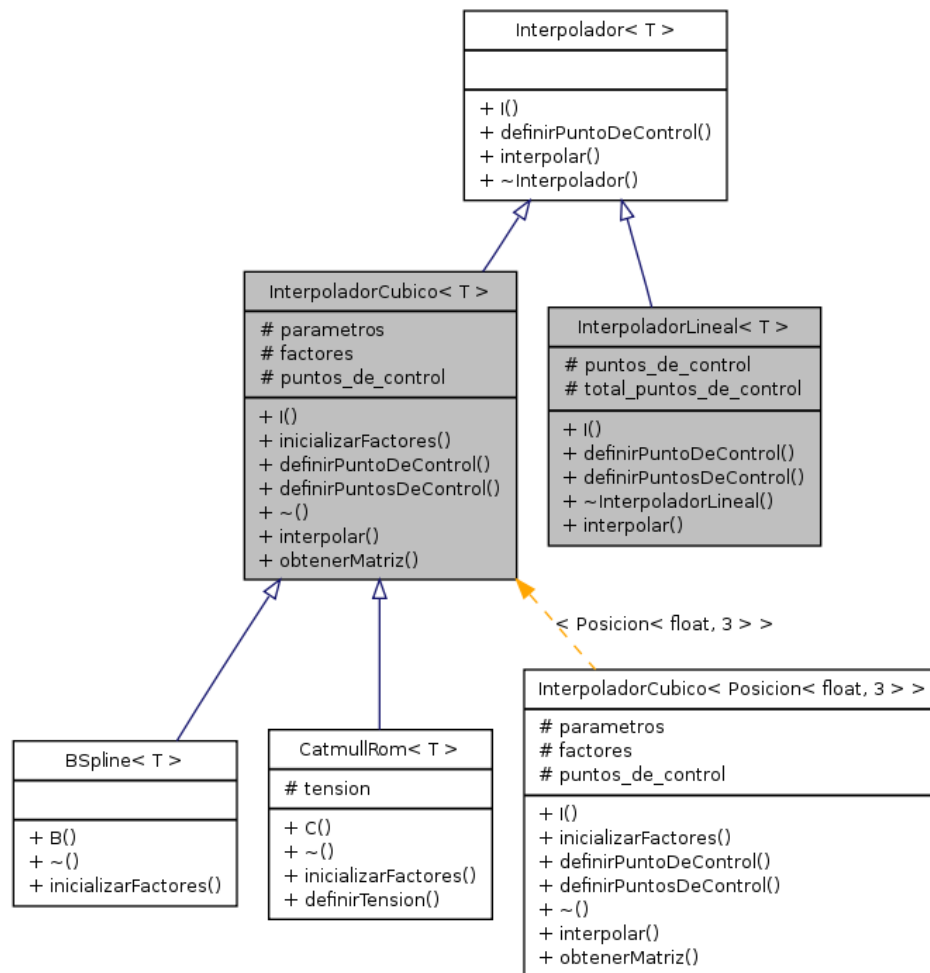 Interpolador< T >
+ I()
+ definirPuntoDeControl()
+ interpolar()
+ ~Interpolador()
InterpoladorCubico< T >
# parametros
# factores
# puntos_de_control
+ I()
+ inicializarFactores()
+ definirPuntoDeControl()
+ definirPuntosDeControl()
+ ~()
+ interpolar()
+ obtenerMatriz()
InterpoladorLineal< T >
# puntos_de_control
# total_puntos_de_control
+ I()
+ definirPuntoDeControl()
+ definirPuntosDeControl()
+ ~InterpoladorLineal()
+ interpolar()
< Posicion< float, 3 > >
BSpline< T >
+ B()
+ ~()
+ inicializarFactores()
CatmullRom< T >
# tension
+ C()
+ ~()
+ inicializarFactores()
+ definirTension()
InterpoladorCubico< Posicion< float, 3 > >
# parametros
# factores
# puntos_de_control
+ I()
+ inicializarFactores()
+ definirPuntoDeControl()
+ definirPuntosDeControl()
+ ~()
+ interpolar()
+ obtenerMatriz()